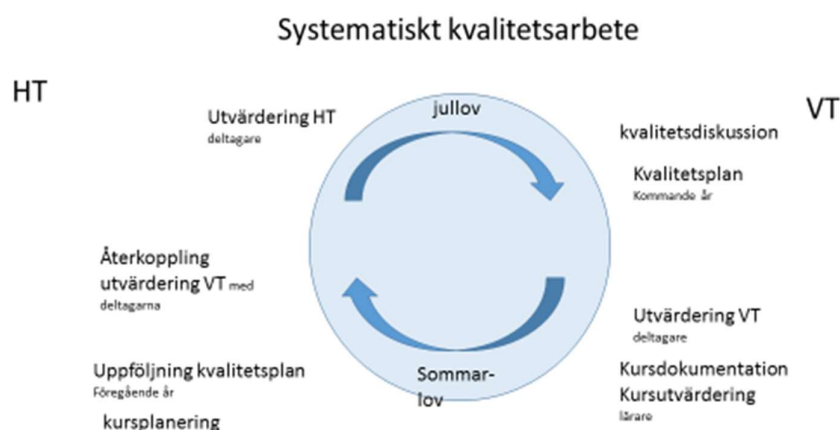 Systematiskt kvalitetsarbete
HT
VT
jullov
Utvärdering HT
deltagare
kvalitetsdiskussion
Kvalitetsplan
Kommande år
Återkoppling
utvärdering VT med
deltagarna
Utvärdering VT
deltagare
Uppföljning kvalitetsplan
Föregående år
kursplanering
Sommar-
lov
Kursdokumentation
Kursutvärdering
lärare